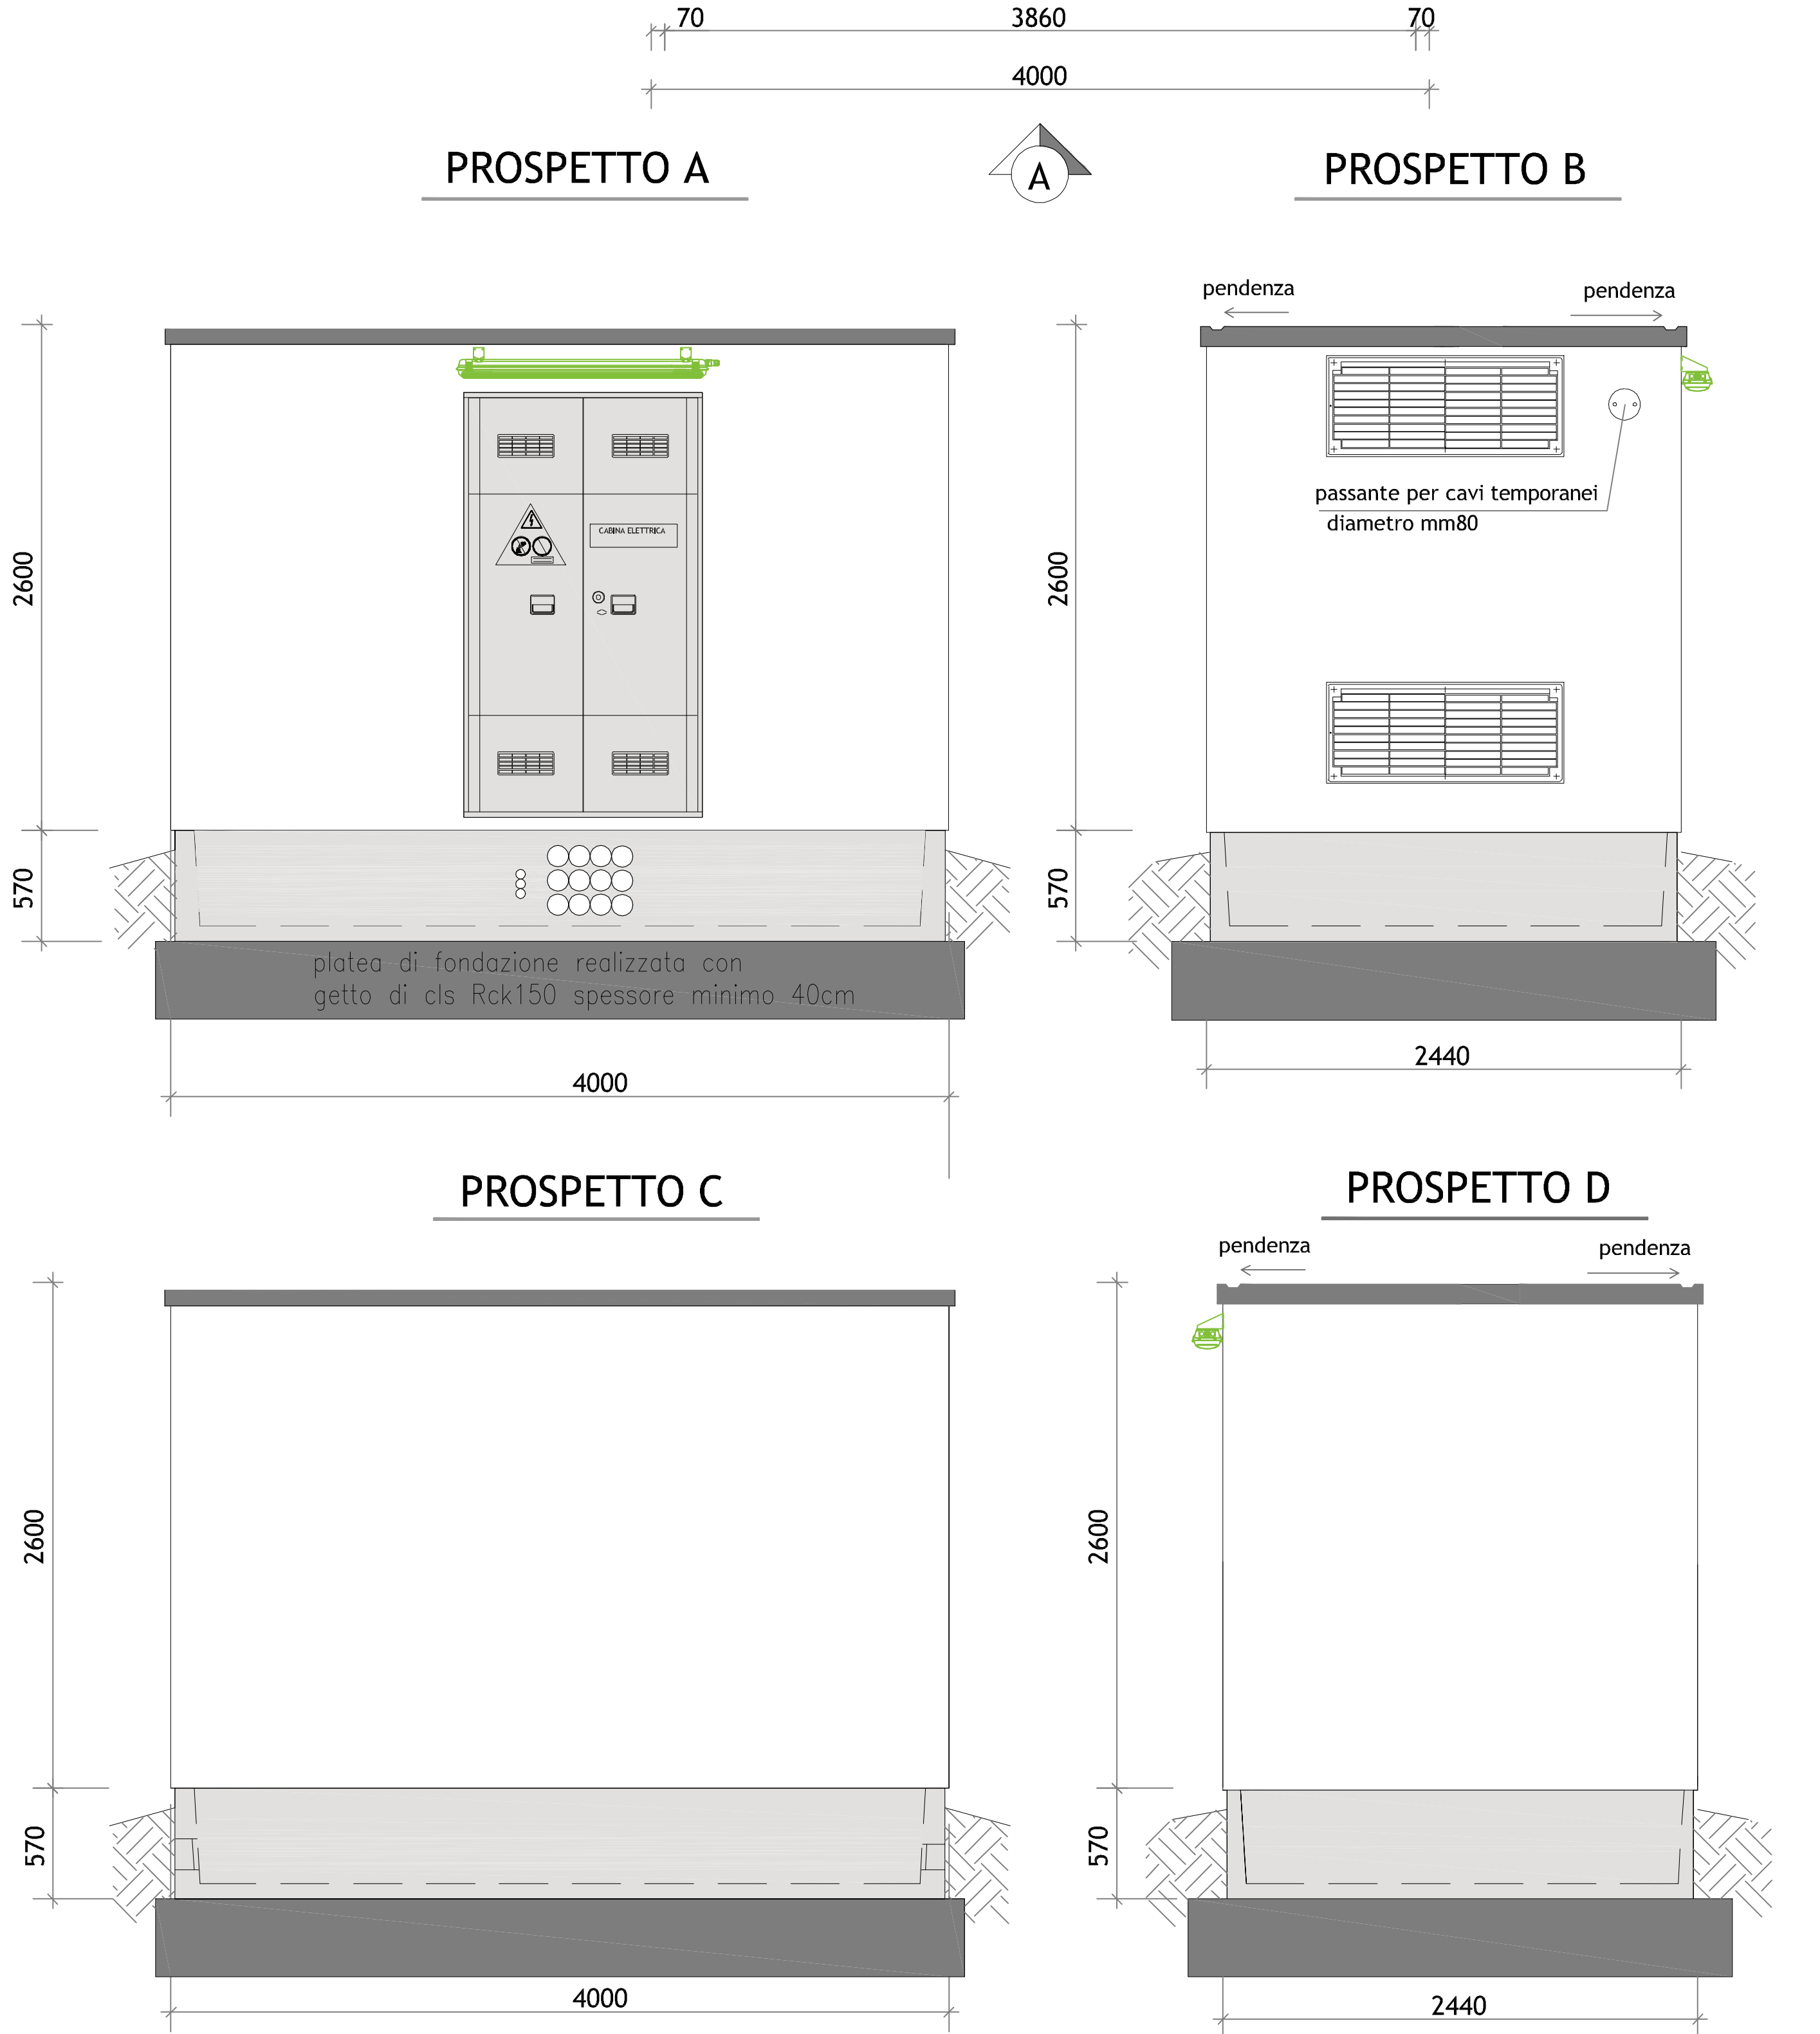 70
3860
70
4000
A
PROSPETTO A
PROSPETTO B
pendenza
pendenza
CABINA ELETTRICA
passante per cavi temporanei
diametro mm80
2600
2600
570
570
platea di fondazione realizzata con
getto di cls Rck150 spessore minimo 40cm
4000
2440
PROSPETTO C
PROSPETTO D
pendenza
pendenza
2600
2600
570
570
4000
2440